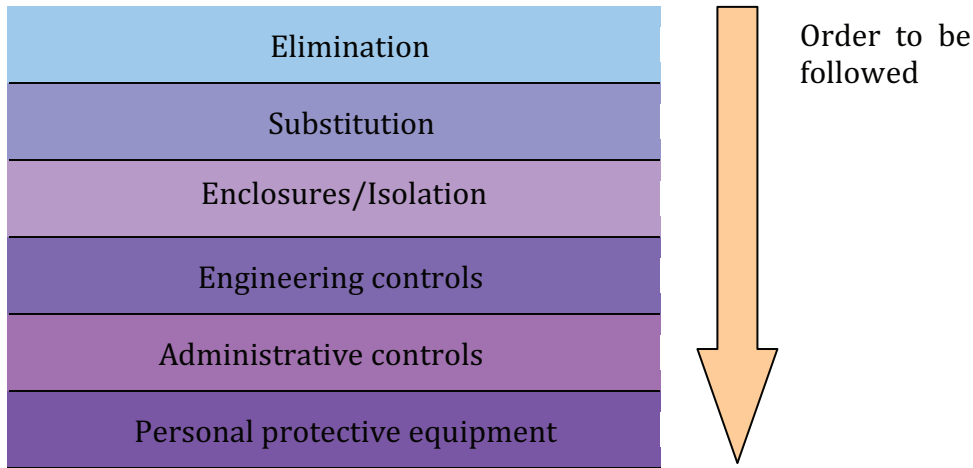 Elimination
Order to be
followed
Substitution
Enclosures/Isolation
Engineering controls
Administrative controls
Personal protective equipment